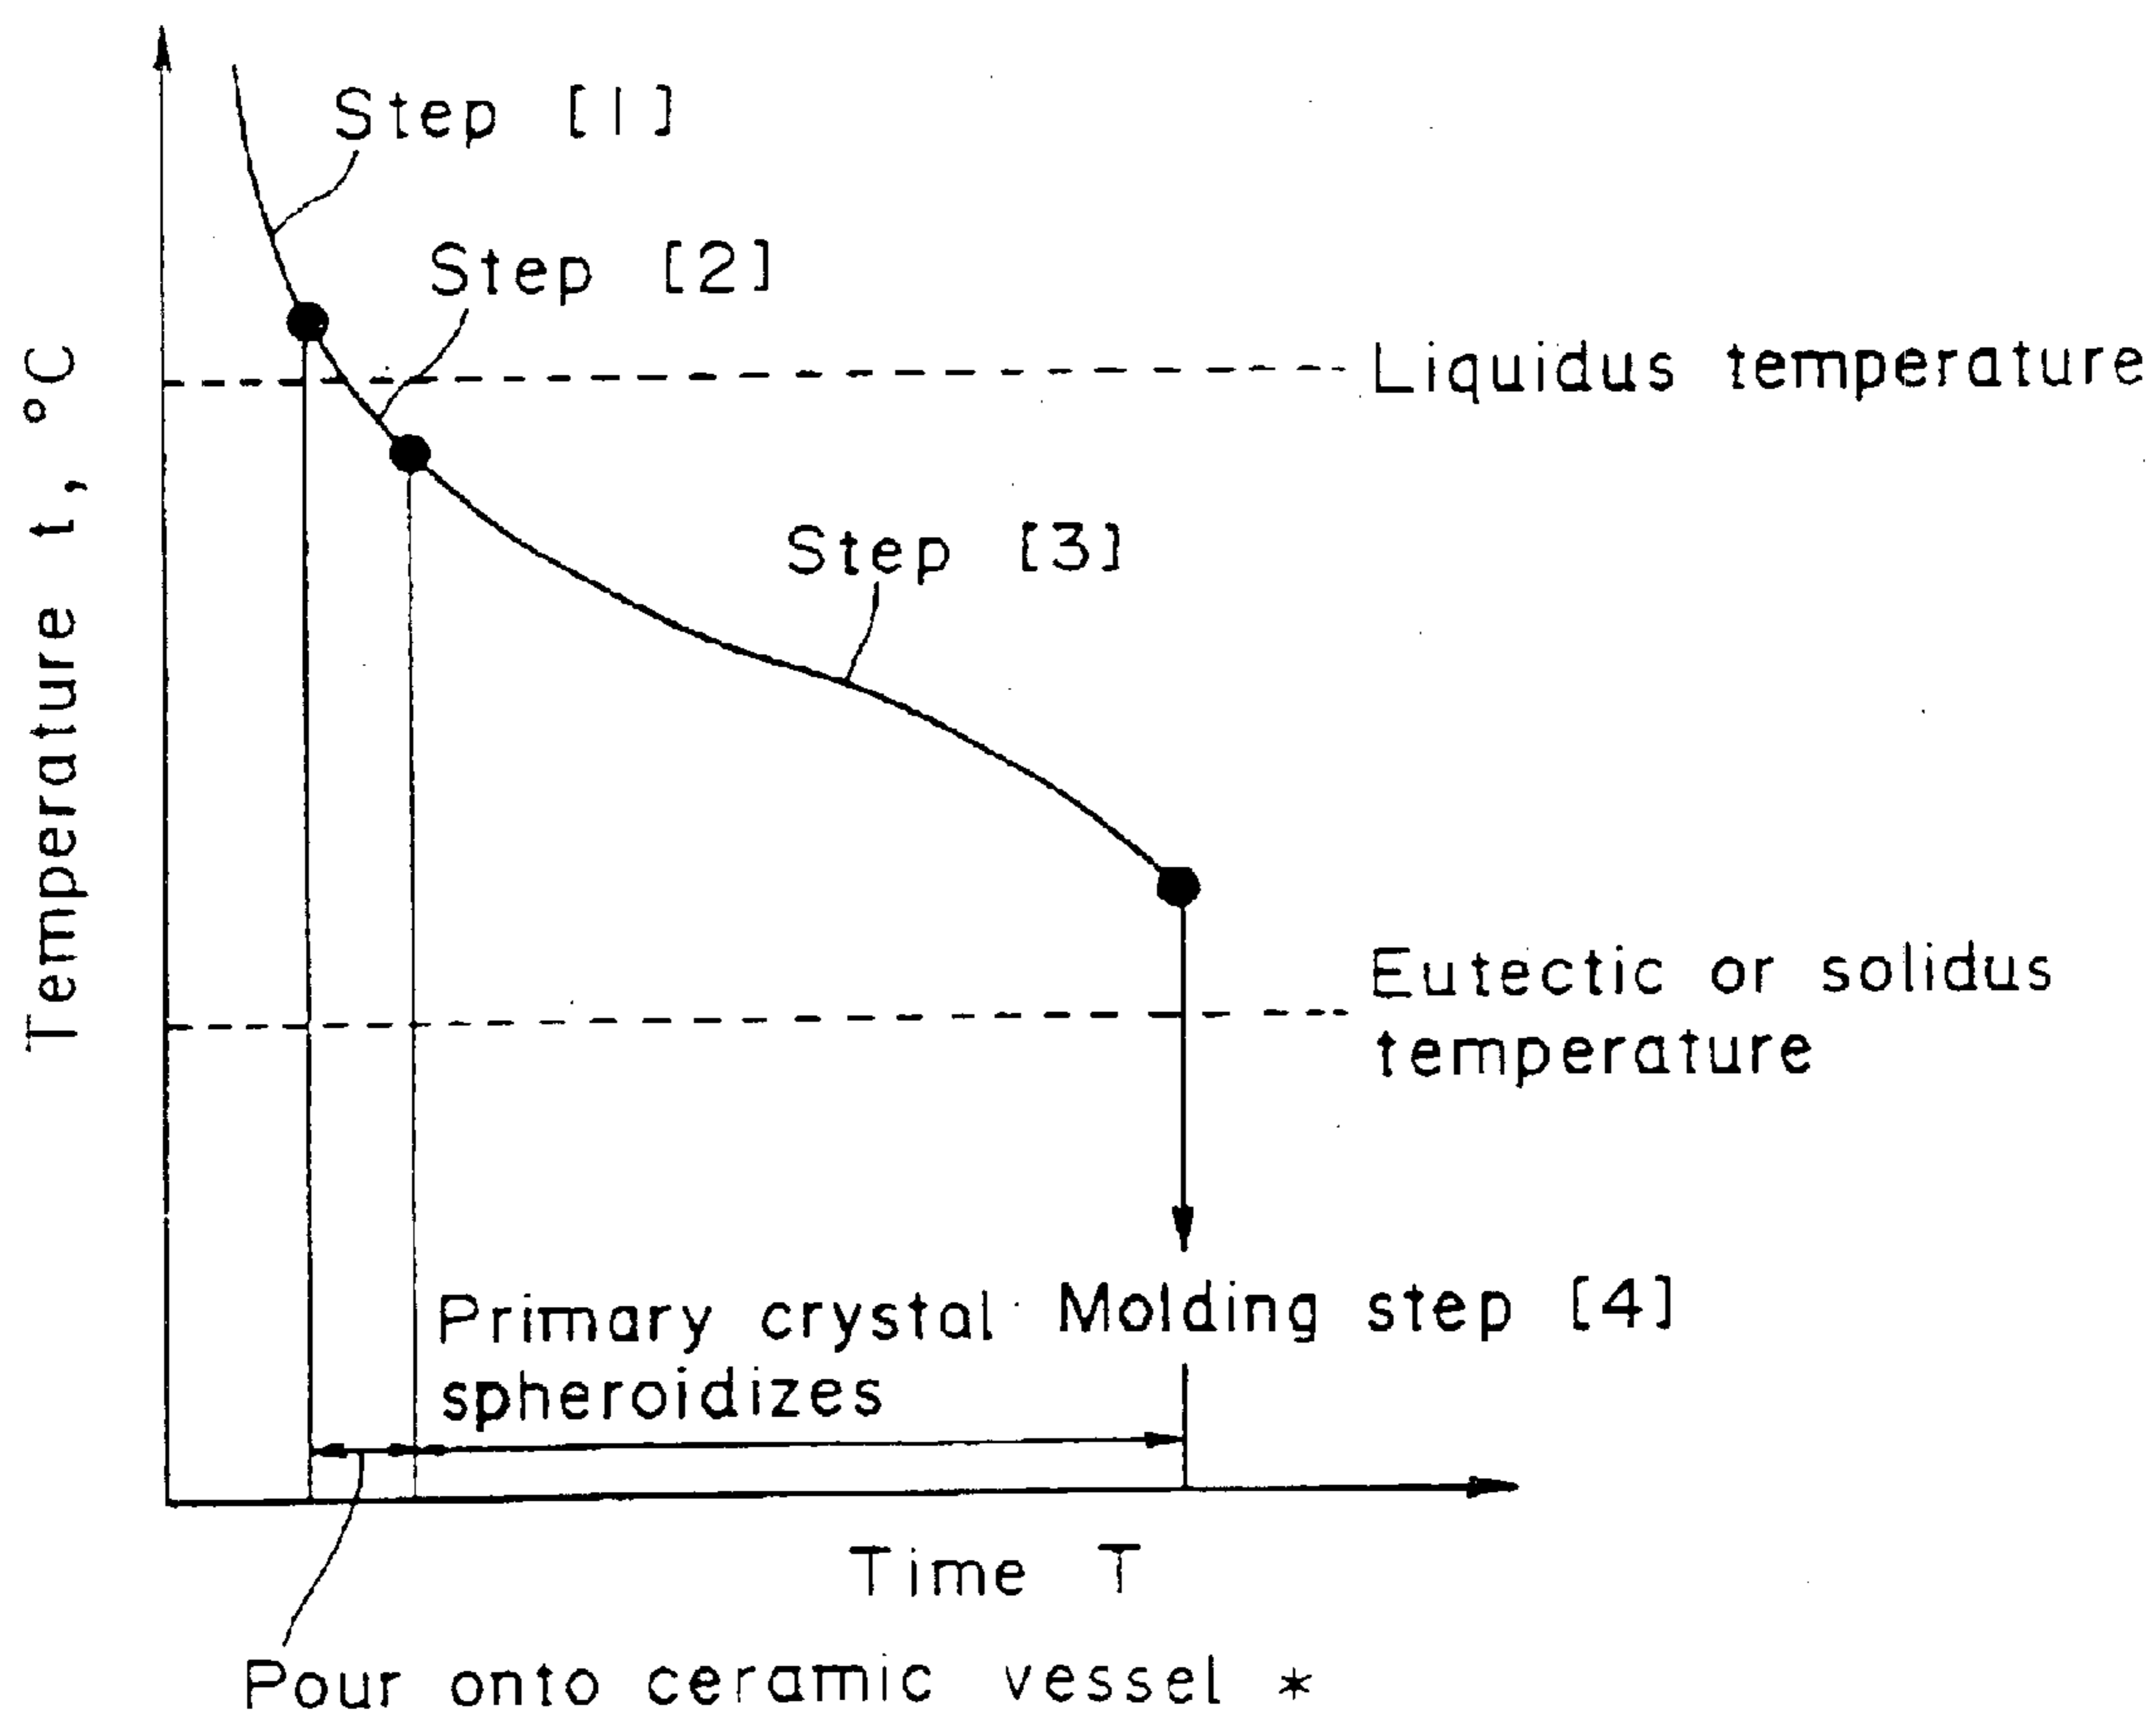 Step [1]
Step [2]
Liquidus temperature
Temperature t, °C
Step [3]
Eutectic or solidus
temperature
Primary crystal
spheroidizes
Molding step [4]
Time T
Pour onto ceramic vessel *